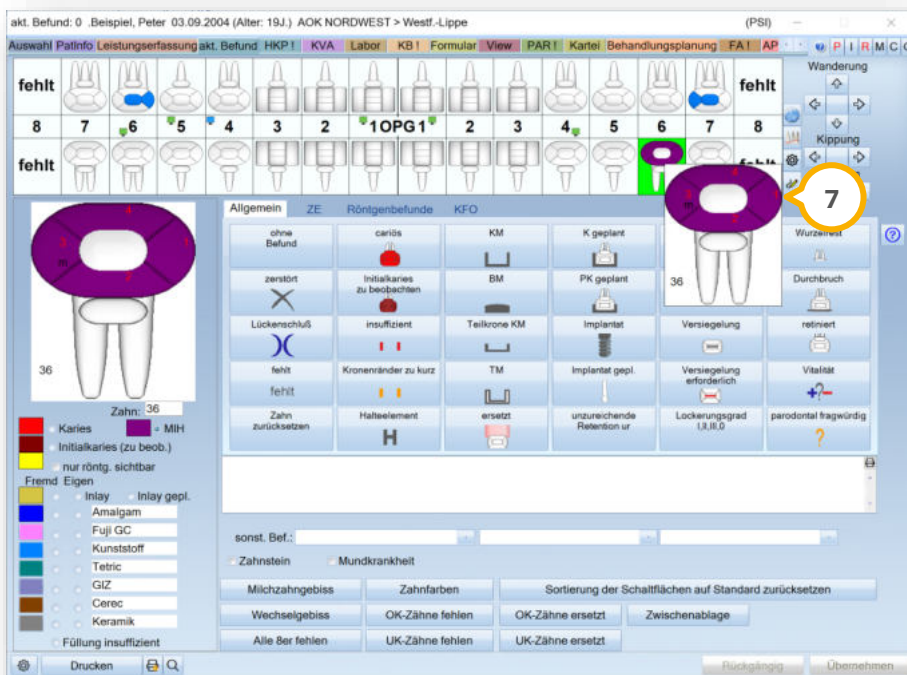 akt. Befund: 0 .Beispiel, Peter 03.09.2004 (Alter: 19J.) AOK NORDWEST > Westf.-Lippe (PSI)
Auswahl PatInfo Leistungserfassung akt. Befund HKP ! KVA Labor KB ! Formular View PAR ! Kartei Behandlungsplanung FA ! AP P I R M C
fehlt fehlt Wanderung
8 7 6 5 4 3 2 1 OPG 1 2 3 4 5 6 7 8
Kippung
fehlt
4
3 1
m
2
36
7
4
3 1
m
2
36
Zahn: 36
Karies MIH
Initialkaries (zu beob.)
nur röntg. sichtbar
Fremd Eigen
Inlay Inlay gepl.
Amalgam
Fuji GC
Kunststoff
Tetric
GIZ
Cerec
Keramik
Füllung insuffizient
Allgemein ZE Röntgenbefunde KFO
ohne Befund cariös KM K geplant Wurzelrest
zerstört Initialkaries zu beobachten BM PK geplant Durchbruch
Lückenschluß insuffizient Teilkrone KM Implantat Versiegelung retiniert
fehlt Kronenränder zu kurz TM Implantat gepl. Versiegelung erforderlich Vitalität
fehlt
Zahn zurücksetzen Halteelement ersetzt unzureichende Retention ur Lockerungsgrad I,II,III,0 parodontal fragwürdig
H
sonst. Bef.:
Zahnstein Mundkrankheit
Milchzahngebiss Zahnfarben Sortierung der Schaltflächen auf Standard zurücksetzen
Wechselgebiss OK-Zähne fehlen OK-Zähne ersetzt Zwischenablage
Alle 8er fehlen UK-Zähne fehlen UK-Zähne ersetzt
Drucken Rückgängig Übernehmen